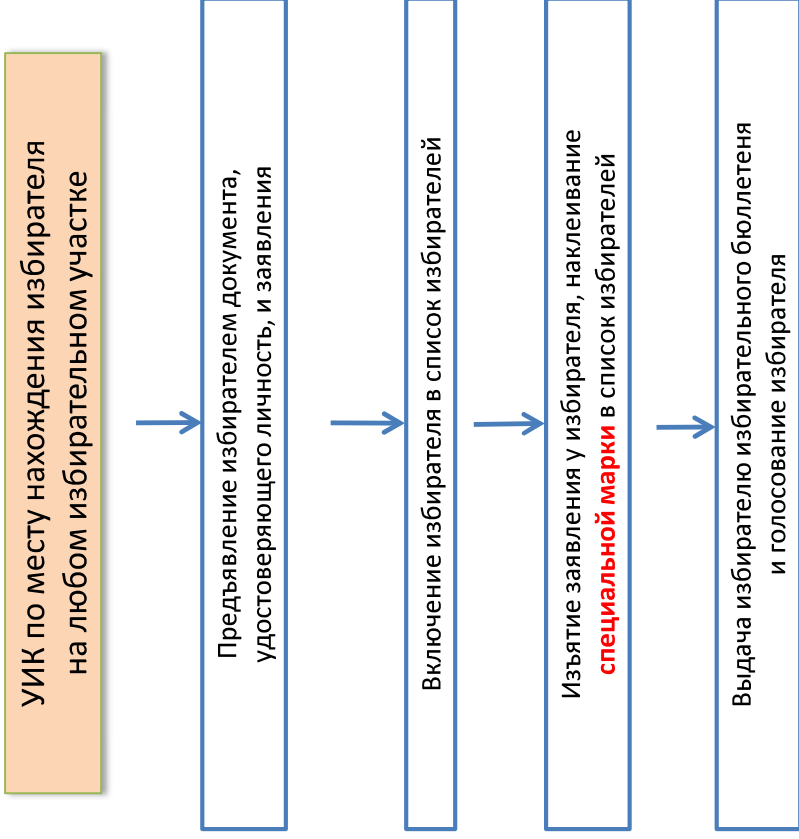 УИК по месту нахождения избирателя
на любом избирательном участке
Предъявление избирателем документа,
удостоверяющего личность, и заявления
Включение избирателя в список избирателей
Изъятие заявления у избирателя, наклеивание
специальной марки в список избирателей
Выдача избирателю избирательного бюллетеня
и голосование избирателя